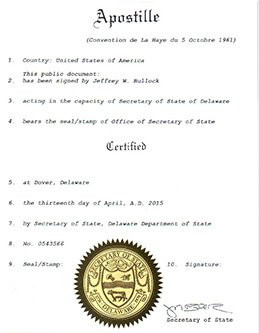 Apostille
(Convention de La Haye du 5 Octobre 1961)
1. Country: United States of America
This public document:
2. has been signed by Jeffrey W. Bullock
3. acting in the capacity of Secretary of State of Delaware
4. bears the seal/stamp of Office of Secretary of State
Certified
5. at Dover, Delaware
6. the thirteenth day of April, A.D. 2015
7. by Secretary of State, Delaware Department of State
8. No. 0543566
9. Seal/Stamp:
10. Signature:
SECRETARY OF STATE
DELAWARE
Secretary of State